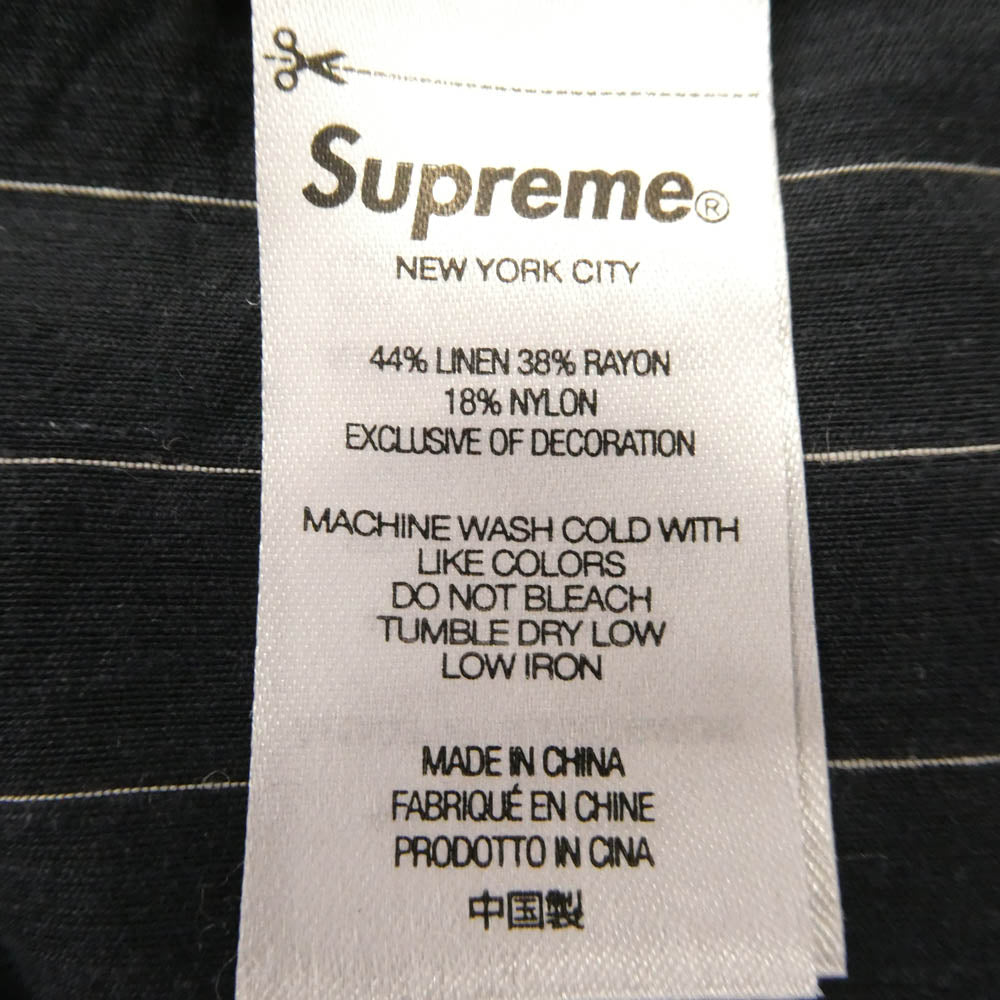 Supreme®
NEW YORK CITY
44% LINEN 38% RAYON
18% NYLON
EXCLUSIVE OF DECORATION
MACHINE WASH COLD WITH
LIKE COLORS
DO NOT BLEACH
TUMBLE DRY LOW
LOW IRON
MADE IN CHINA
FABRIQUÉ EN CHINE
PRODOTTO IN CINA
中国製